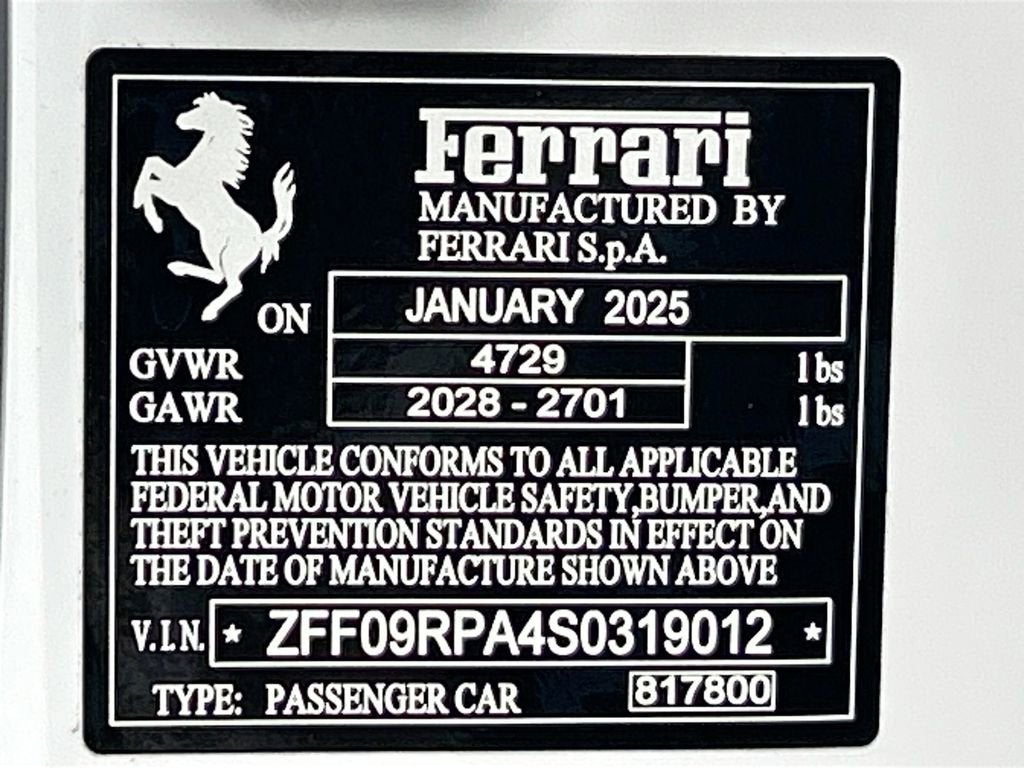 Ferrari
MANUFACTURED BY
FERRARI S.p.A.
ON JANUARY 2025
GVWR 4729 lbs
GAWR 2028 - 2701 lbs
THIS VEHICLE CONFORMS TO ALL APPLICABLE
FEDERAL MOTOR VEHICLE SAFETY,BUMPER,AND
THEFT PREVENTION STANDARDS IN EFFECT ON
THE DATE OF MANUFACTURE SHOWN ABOVE
V.I.N. * ZFF09RPA4S0319012 *
TYPE: PASSENGER CAR 817800